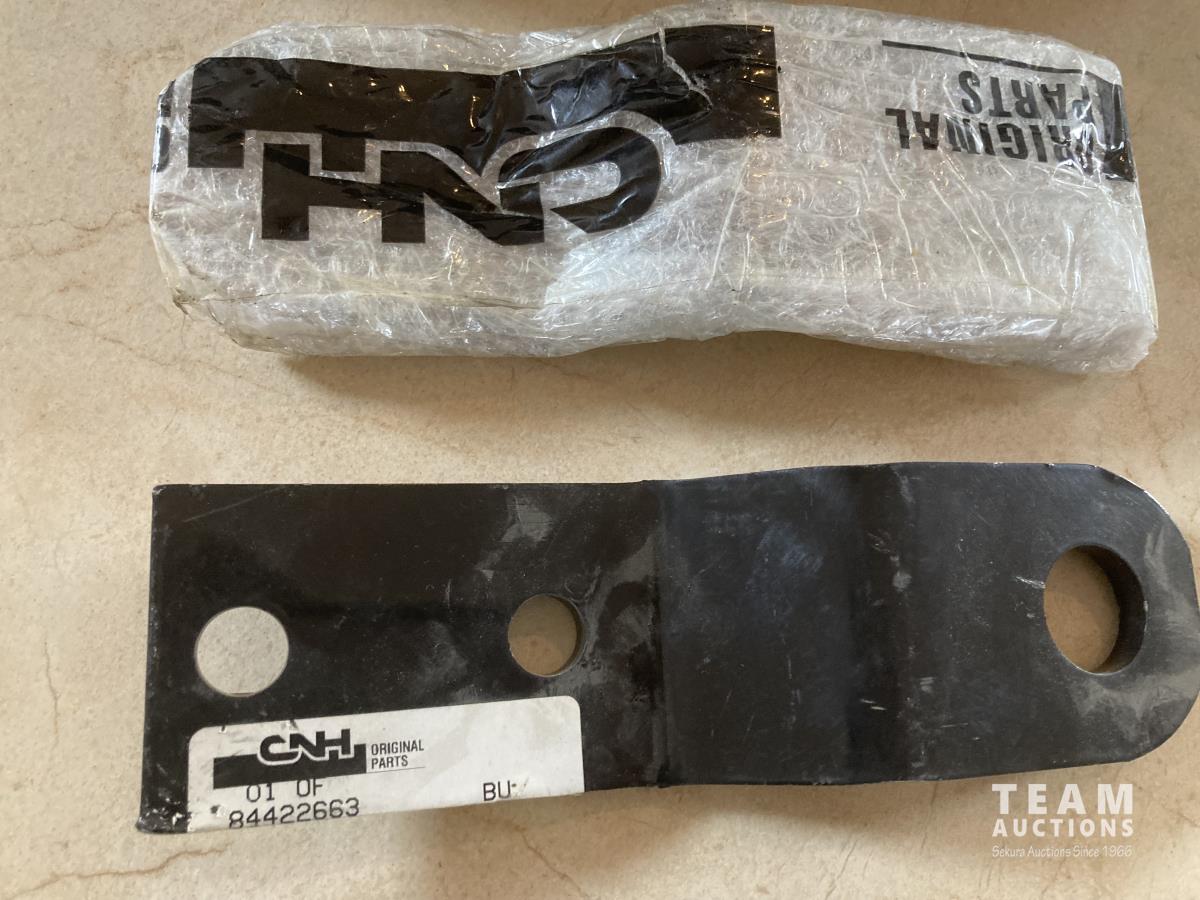 CNH
ORIGINAL
PARTS
CNH
ORIGINAL
PARTS
01 OF
BU-
84422663
TEAM
AUCTIONS
Sekura Auctions Since 1966